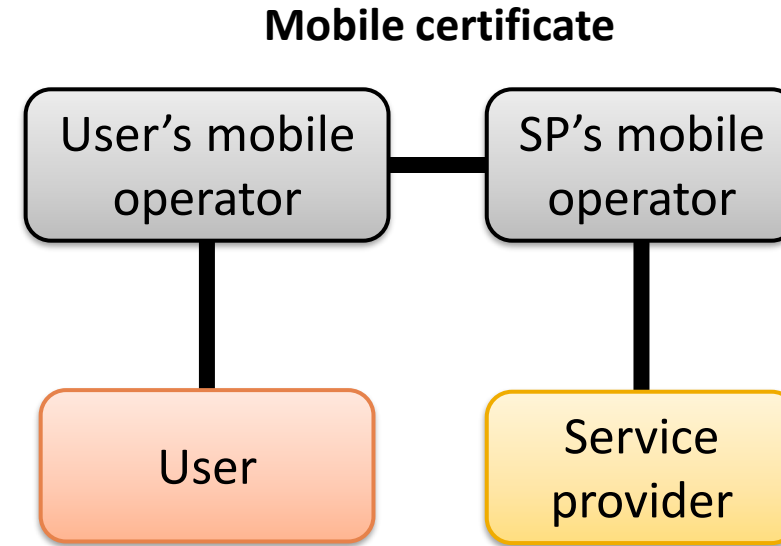 Mobile certificate
User’s mobile
operator
SP’s mobile
operator
User
Service
provider